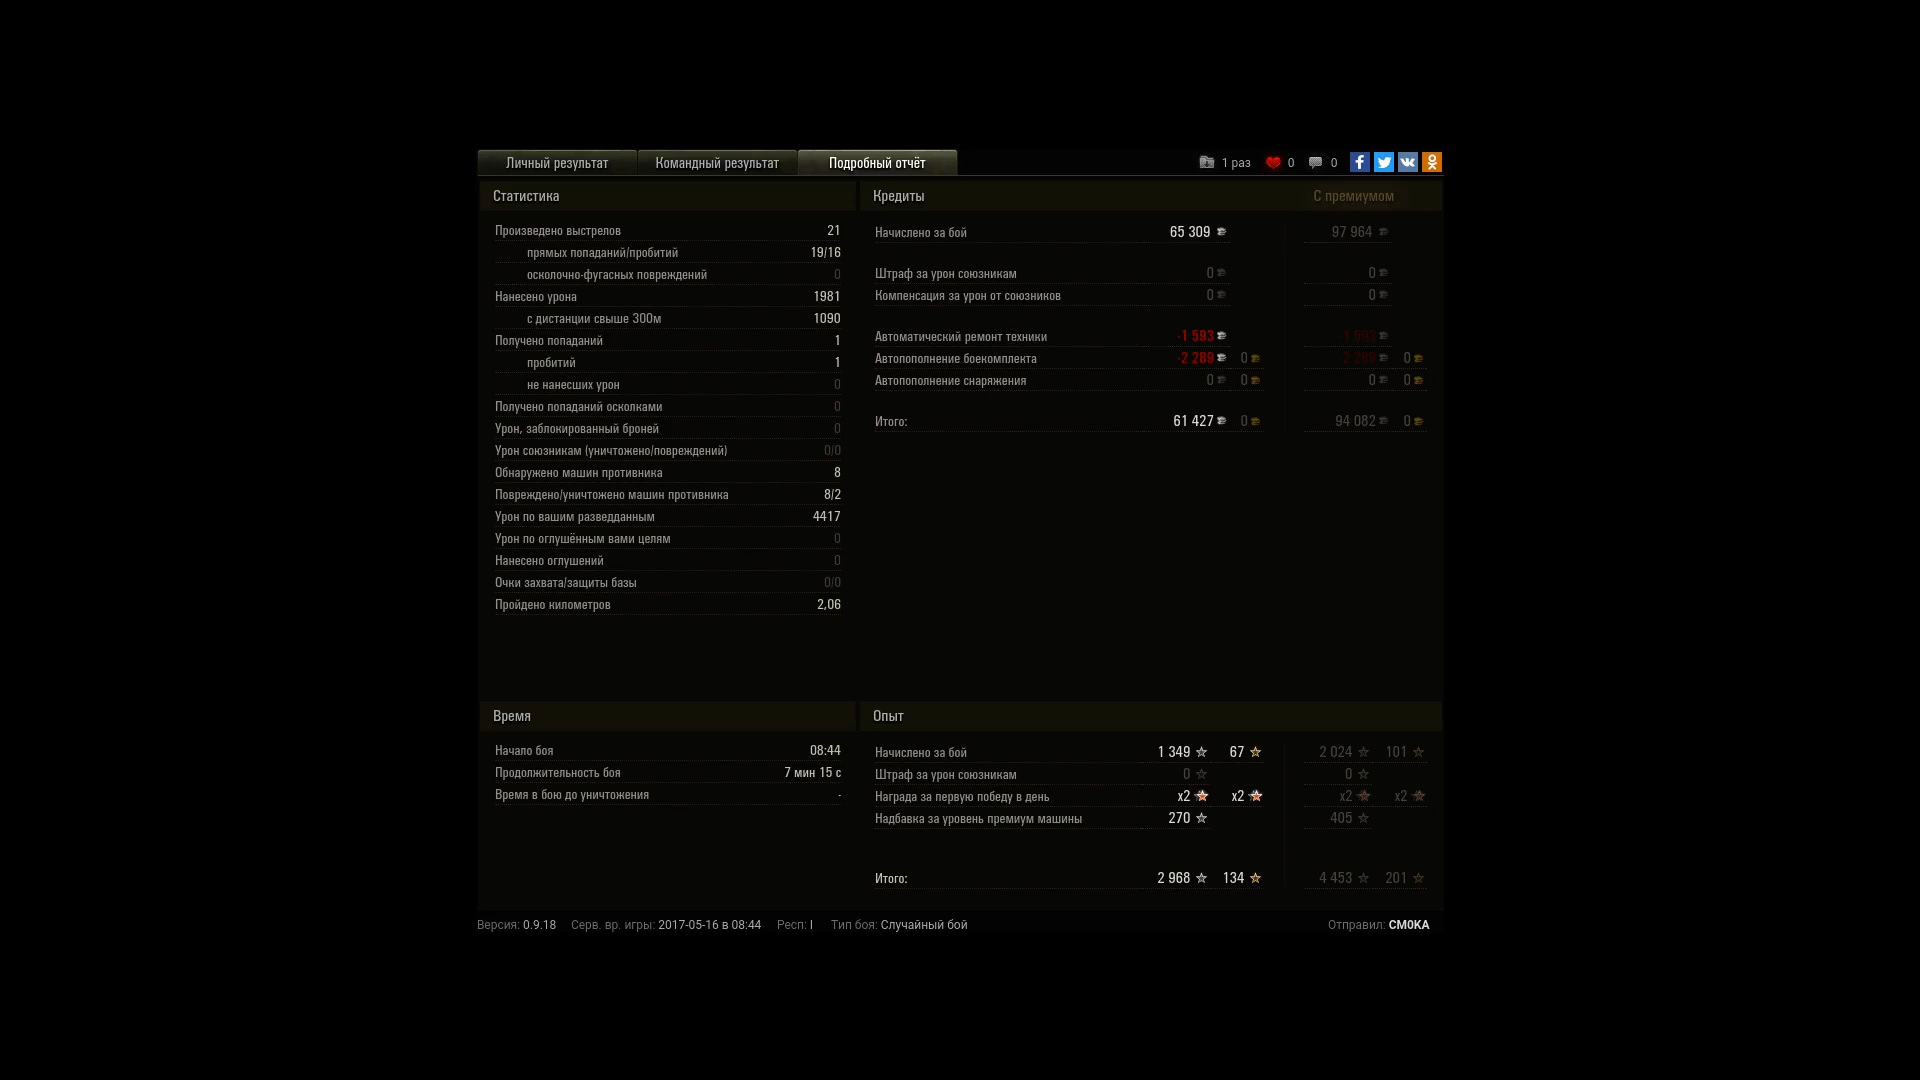 Личный результат Командный результат Подробный отчёт 1 раз 0 0
Статистика
Произведено выстрелов 21
прямых попаданий/пробитий 19/16
осколочно-фугасных повреждений 0
Нанесено урона 1981
с дистанции свыше 300м 1090
Получено попаданий 1
пробитий 1
не нанесших урон 0
Получено попаданий осколками 0
Урон, заблокированный броней 0
Урон союзникам (уничтожено/повреждений) 0/0
Обнаружено машин противника 8
Повреждено/уничтожено машин противника 8/2
Урон по вашим разведданным 4417
Урон по оглушённым вами целям 0
Нанесено оглушений 0
Очки захвата/защиты базы 0/0
Пройдено километров 2,06
Кредиты С премиумом
Начислено за бой 65 309 97 964
Штраф за урон союзникам 0 0
Компенсация за урон от союзников 0 0
Автоматический ремонт техники -1 593 -1 593
Автопополнение боекомплекта -2 289 0 -2 289 0
Автопополнение снаряжения 0 0 0 0
Итого: 61 427 0 94 082 0
Время
Начало боя 08:44
Продолжительность боя 7 мин 15 с
Время в бою до уничтожения -
Опыт
Начислено за бой 1 349 67 2 024 101
Штраф за урон союзникам 0 0
Награда за первую победу в день x2 x2 x2 x2
Надбавка за уровень премиум машины 270 405
Итого: 2 968 134 4 453 201
Версия: 0.9.18 Серв. вр. игры: 2017-05-16 в 08:44 Респ: I Тип боя: Случайный бой Отправил: CM0KA